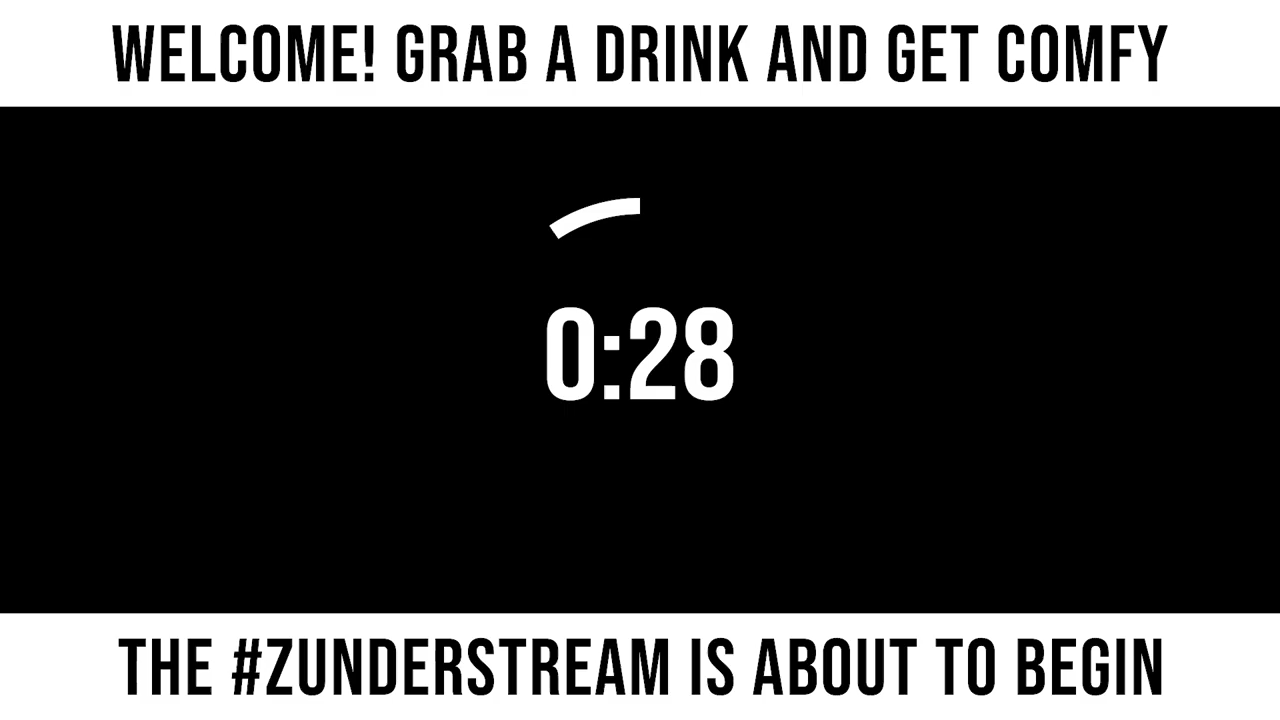 WELCOME! GRAB A DRINK AND GET COMFY
0:28
THE #ZUNDERSTREAM IS ABOUT TO BEGIN